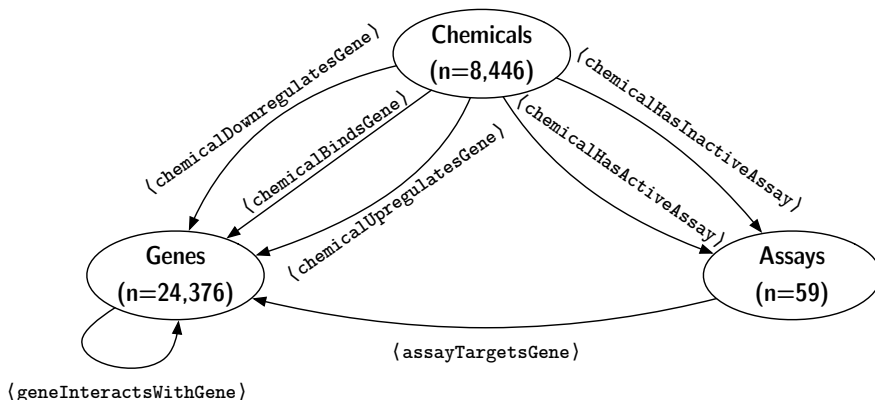 Chemicals
(n=8,446)
⟨chemicalDownregulatesGene⟩
⟨chemicalBindsGene⟩
⟨chemicalUpregulatesGene⟩
⟨chemicalHasActiveAssay⟩
⟨chemicalHasInactiveAssay⟩
Genes
(n=24,376)
Assays
(n=59)
⟨assayTargetsGene⟩
⟨geneInteractsWithGene⟩